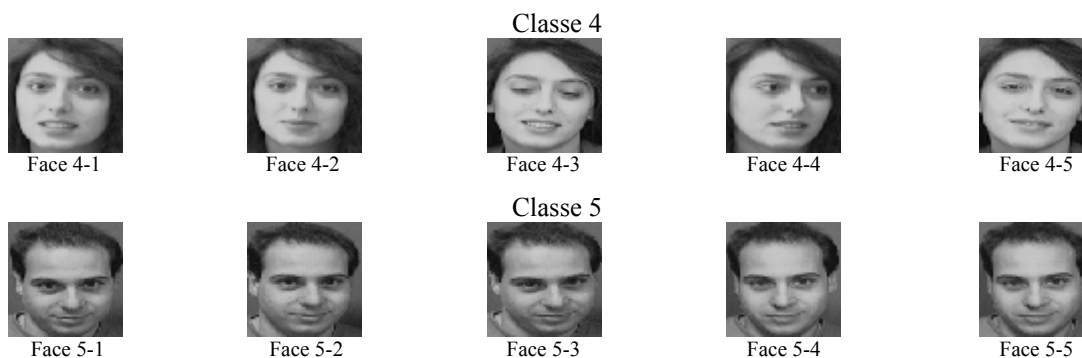 Classe 4
Face 4-1 Face 4-2 Face 4-3 Face 4-4 Face 4-5
Classe 5
Face 5-1 Face 5-2 Face 5-3 Face 5-4 Face 5-5